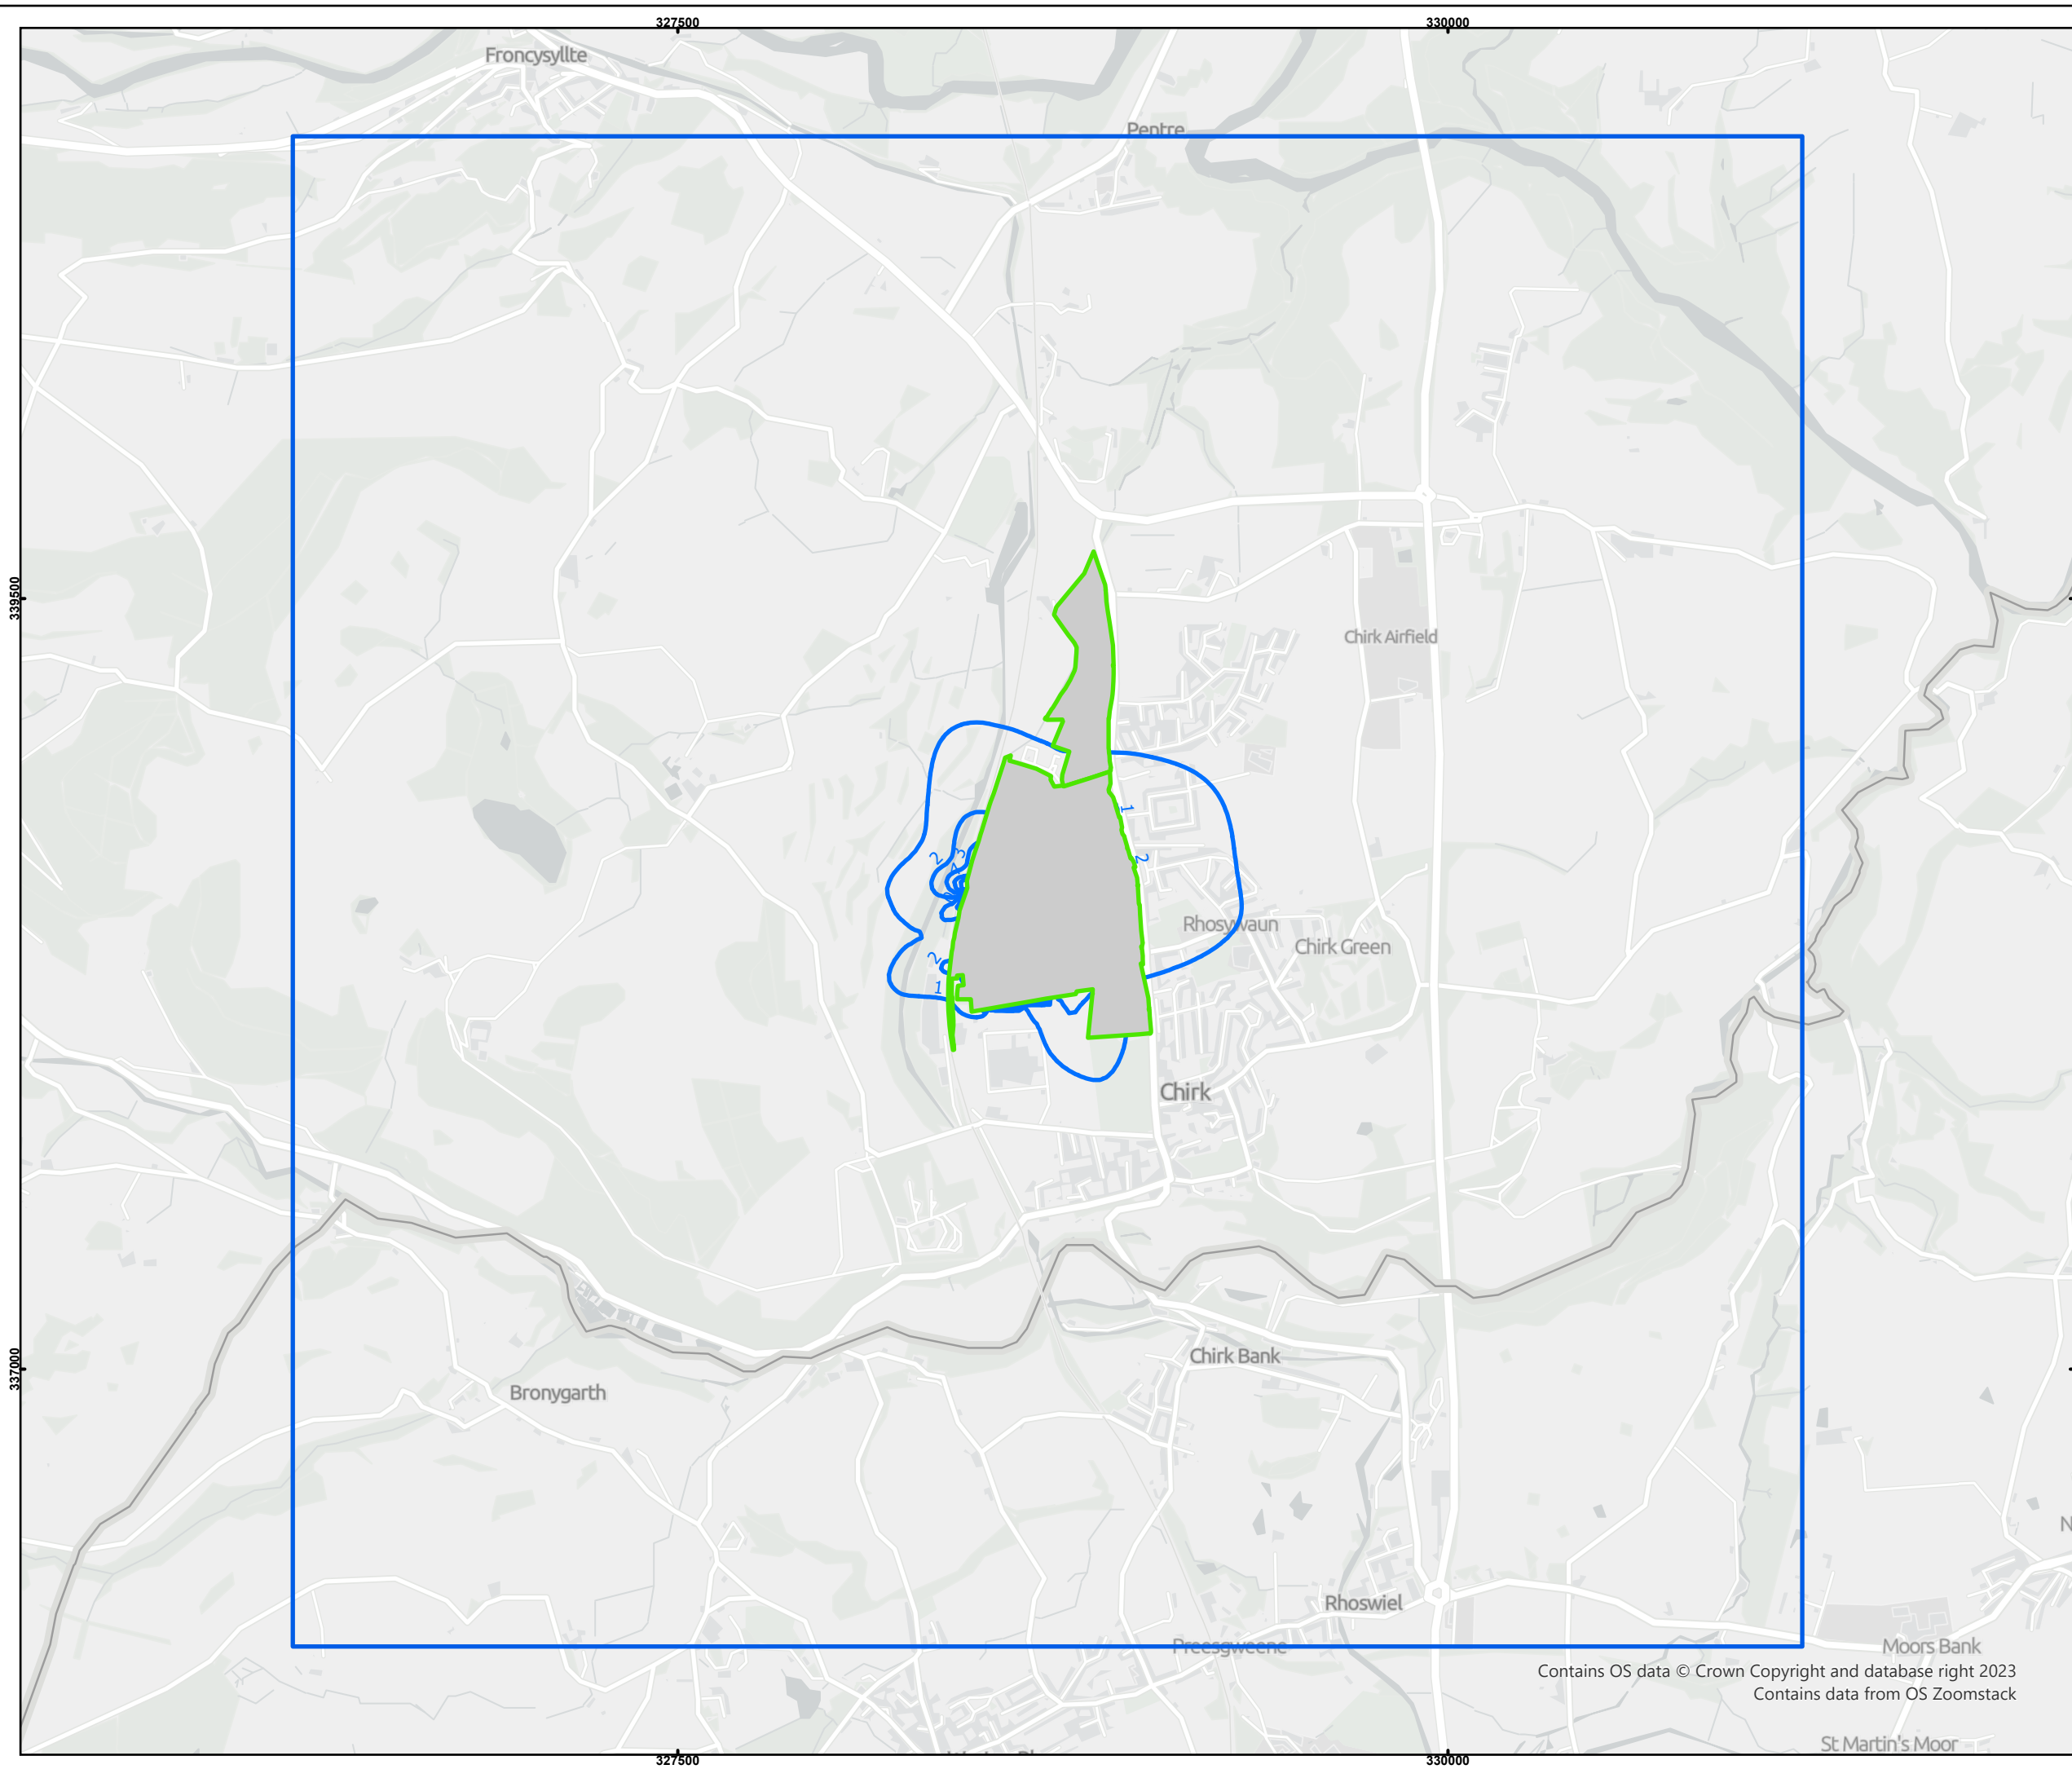 327500
330000
Froncysyllte
Pentre
339500
Chirk Airfield
1
2
3
2
Rhosywaun
Chirk Green
2
1
Chirk
337000
Chirk Bank
Bronygarth
N
Rhoswiel
Preesgweene
Moors Bank
Contains OS data © Crown Copyright and database right 2023
Contains data from OS Zoomstack
St Martin's Moor
327500
330000